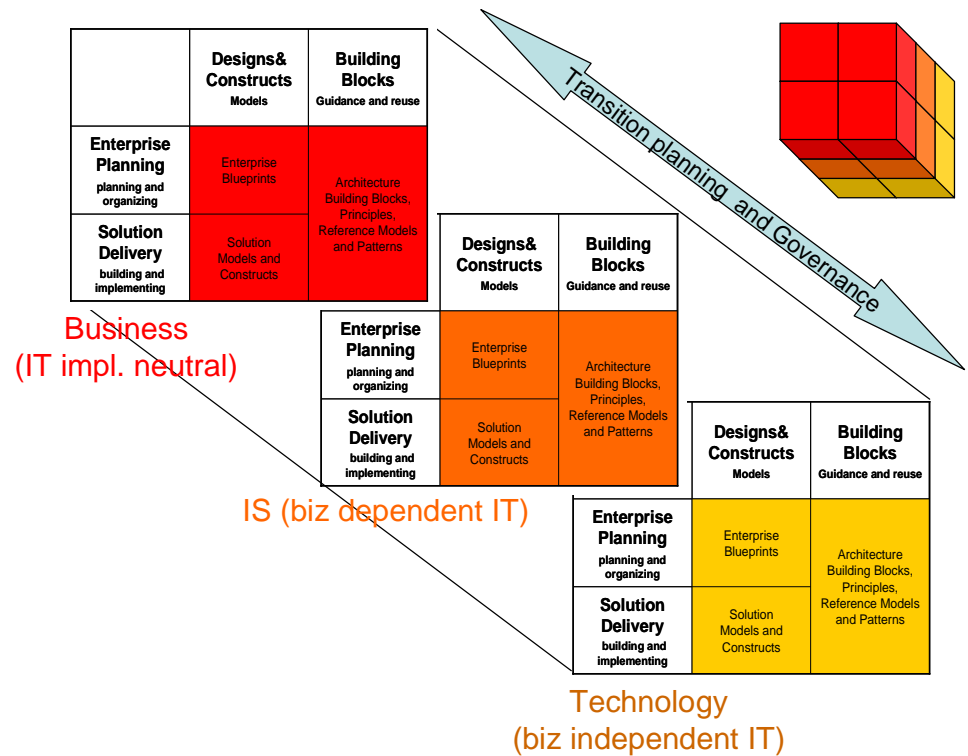 Designs&
Constructs
Models
Building
Blocks
Guidance and reuse
Enterprise
Planning
planning and
organizing
Enterprise
Blueprints
Architecture
Building Blocks,
Principles,
Reference Models
and Patterns
Solution
Delivery
building and
implementing
Solution
Models and
Constructs
Business
(IT impl. neutral)
Transition planning and Governance
Designs&
Constructs
Models
Building
Blocks
Guidance and reuse
Enterprise
Planning
planning and
organizing
Enterprise
Blueprints
Architecture
Building Blocks,
Principles,
Reference Models
and Patterns
Solution
Delivery
building and
implementing
Solution
Models and
Constructs
IS (biz dependent IT)
Designs&
Constructs
Models
Building
Blocks
Guidance and reuse
Enterprise
Planning
planning and
organizing
Enterprise
Blueprints
Architecture
Building Blocks,
Principles,
Reference Models
and Patterns
Solution
Delivery
building and
implementing
Solution
Models and
Constructs
Technology
(biz independent IT)